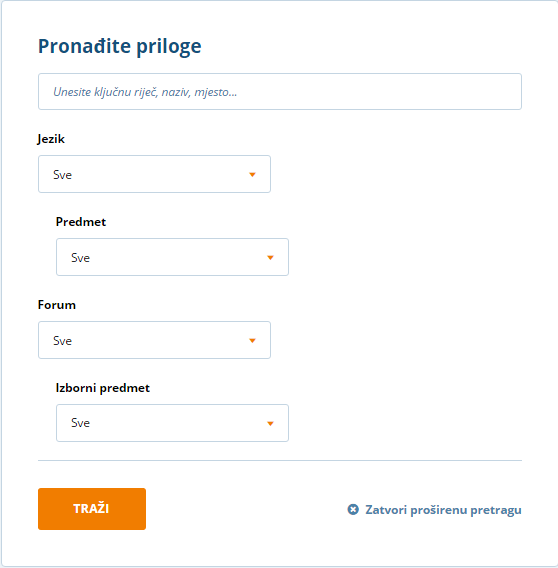 Pronađite priloge
Unesite ključnu riječ, naziv, mjesto...
Jezik
Sve
Predmet
Sve
Forum
Sve
Izborni predmet
Sve
TRAŽI
Zatvori proširenu pretragu